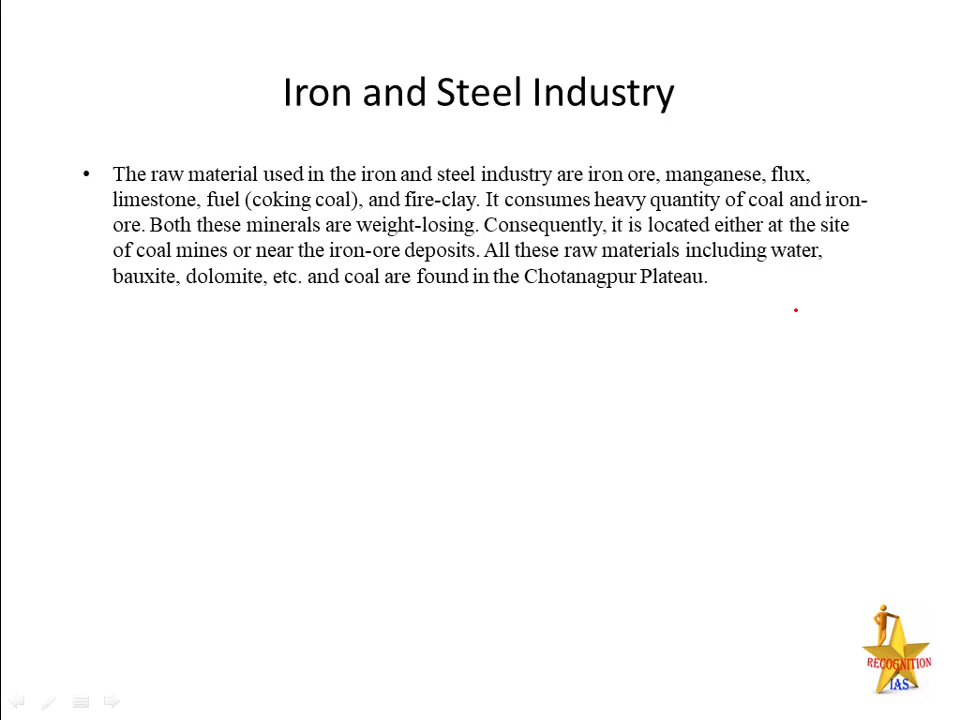 Iron and Steel Industry
• The raw material used in the iron and steel industry are iron ore, manganese, flux,
limestone, fuel (coking coal), and fire-clay. It consumes heavy quantity of coal and iron-
ore. Both these minerals are weight-losing. Consequently, it is located either at the site
of coal mines or near the iron-ore deposits. All these raw materials including water,
bauxite, dolomite, etc. and coal are found in the Chotanagpur Plateau.
RECOGNITION
IAS